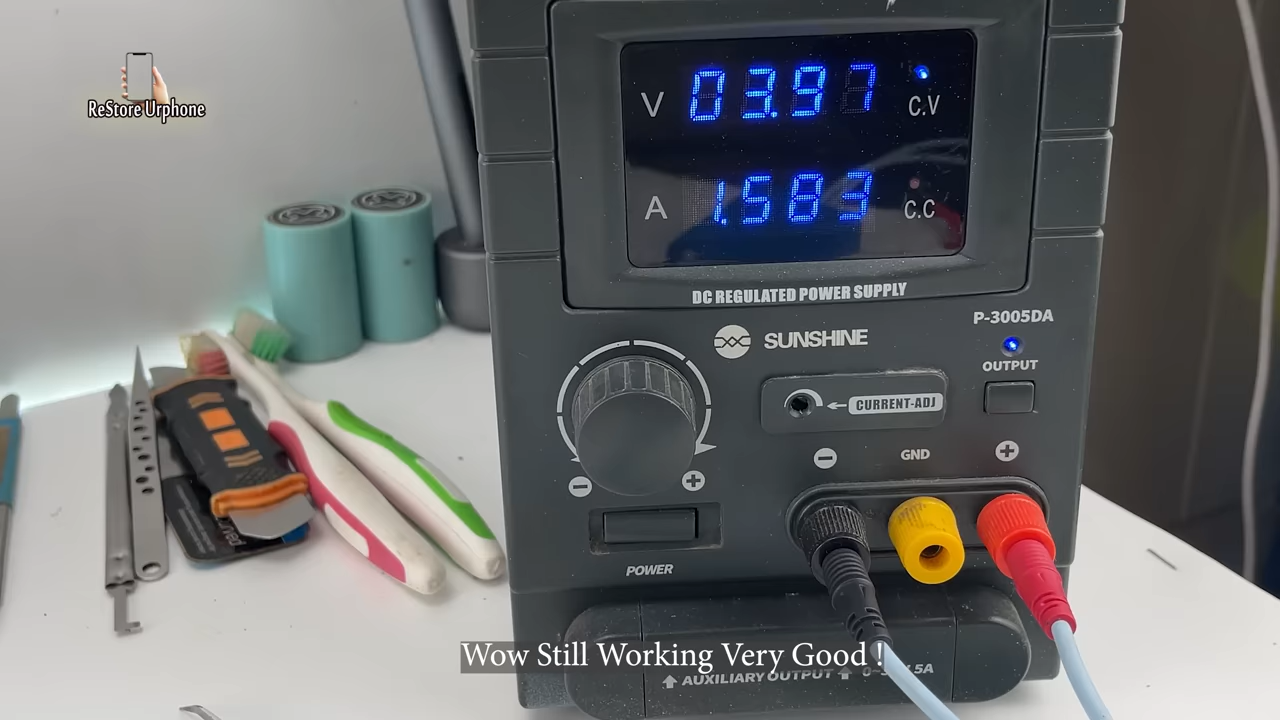 ReStore Urphone
V 03.97 C.V
A 1.583 C.C
DC REGULATED POWER SUPPLY
P-3005DA
SUNSHINE
OUTPUT
CURRENT-ADJ
GND
POWER
Wow Still Working Very Good !
AUXILIARY OUTPUT
5A